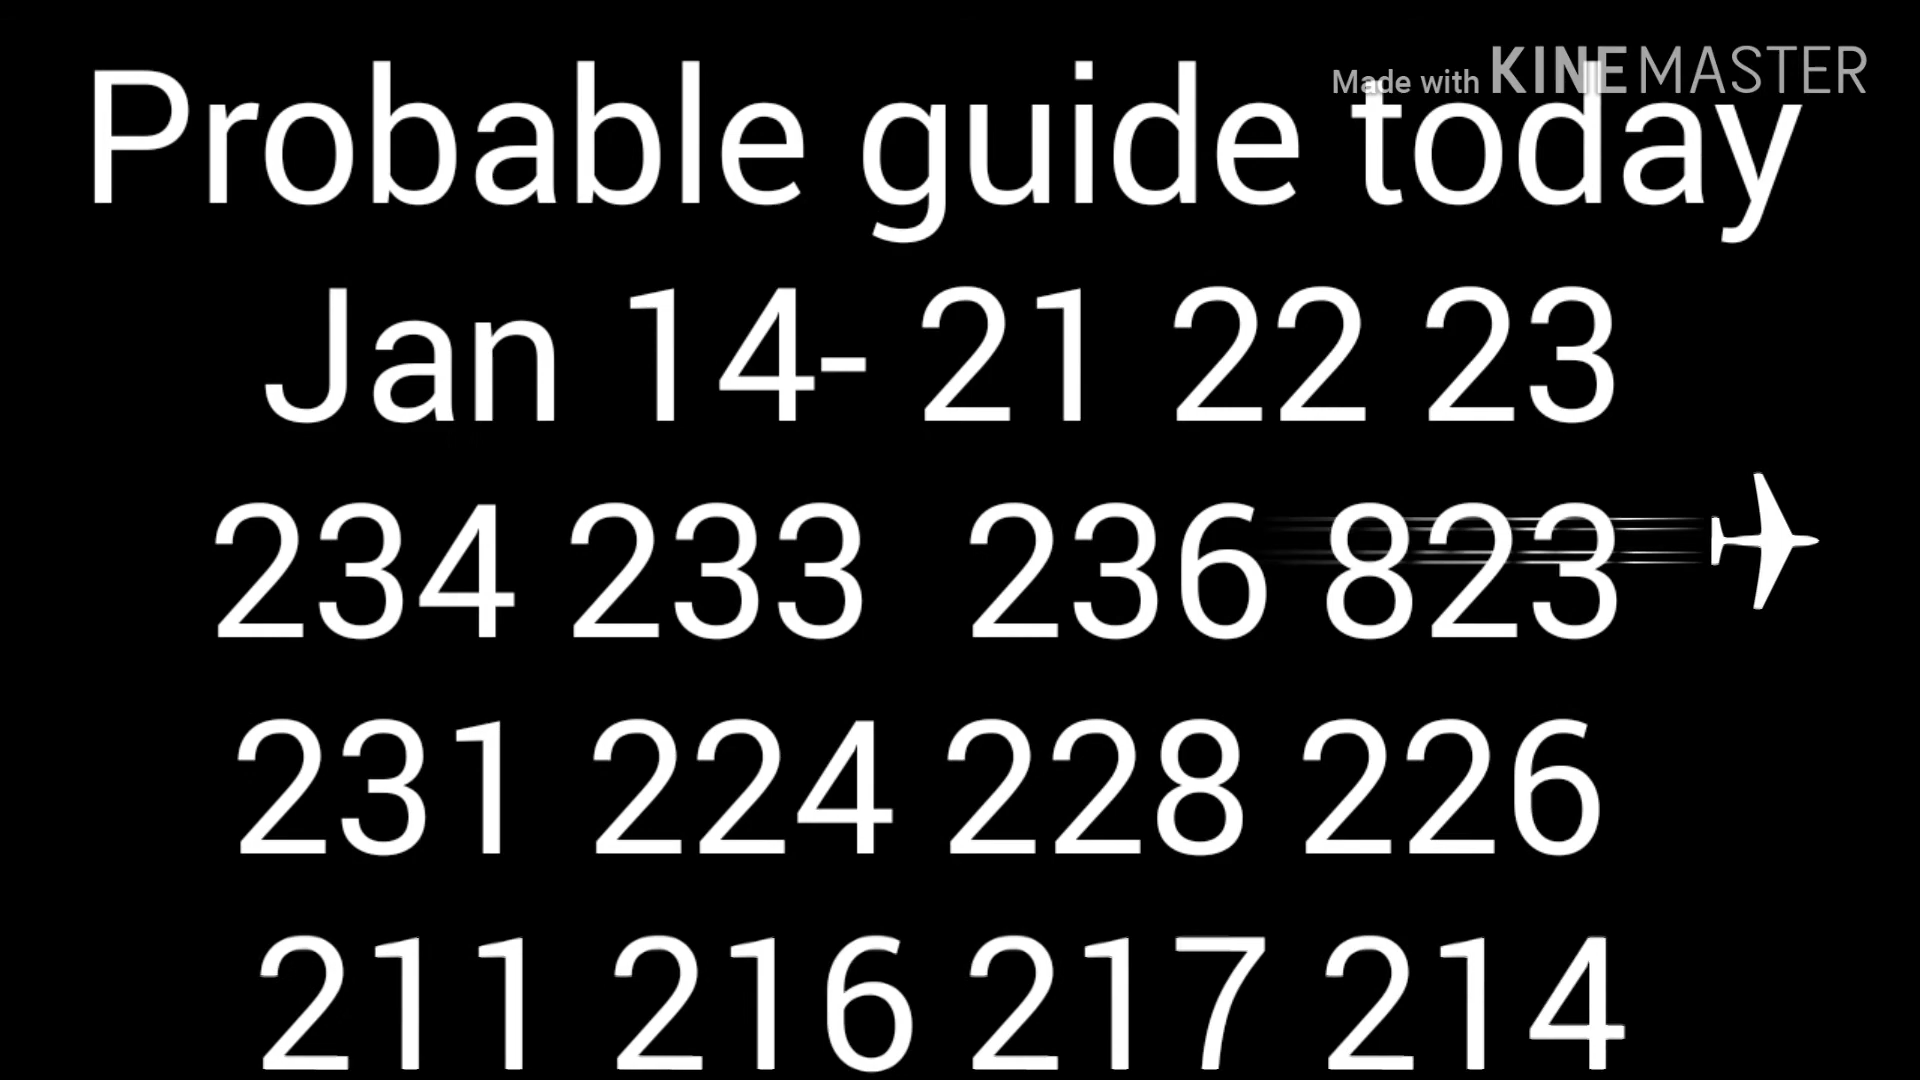 Made with KINEMASTER
Probable guide today
Jan 14- 21 22 23
234 233 236 823
231 224 228 226
211 216 217 214